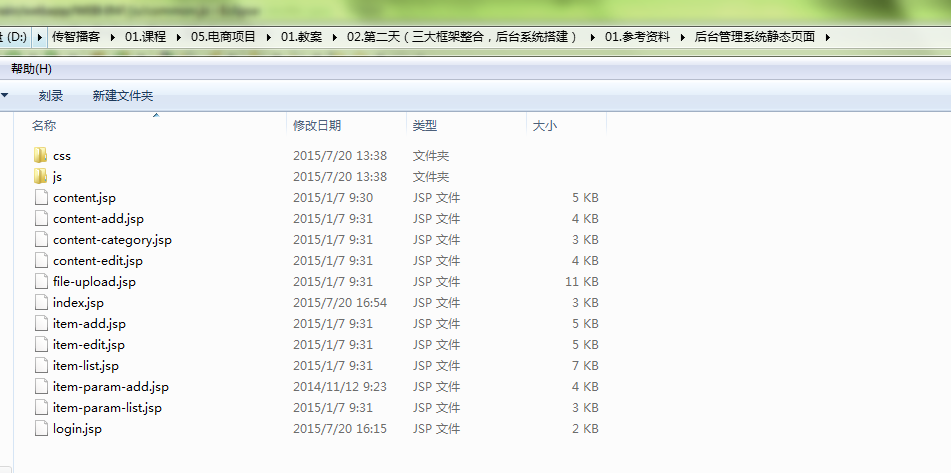 (D:) 传智播客 01.课程 05.电商项目 01.教案 02.第二天（三大框架整合，后台系统搭建） 01.参考资料 后台管理系统静态页面
帮助(H)
刻录 新建文件夹
名称 修改日期 类型 大小
css 2015/7/20 13:38 文件夹
js 2015/7/20 13:38 文件夹
content.jsp 2015/1/7 9:30 JSP 文件 5 KB
content-add.jsp 2015/1/7 9:31 JSP 文件 4 KB
content-category.jsp 2015/1/7 9:31 JSP 文件 3 KB
content-edit.jsp 2015/1/7 9:31 JSP 文件 4 KB
file-upload.jsp 2015/1/7 9:31 JSP 文件 11 KB
index.jsp 2015/7/20 16:54 JSP 文件 3 KB
item-add.jsp 2015/1/7 9:31 JSP 文件 5 KB
item-edit.jsp 2015/1/7 9:31 JSP 文件 5 KB
item-list.jsp 2015/1/7 9:31 JSP 文件 7 KB
item-param-add.jsp 2014/11/12 9:23 JSP 文件 4 KB
item-param-list.jsp 2015/1/7 9:31 JSP 文件 3 KB
login.jsp 2015/7/20 16:15 JSP 文件 2 KB